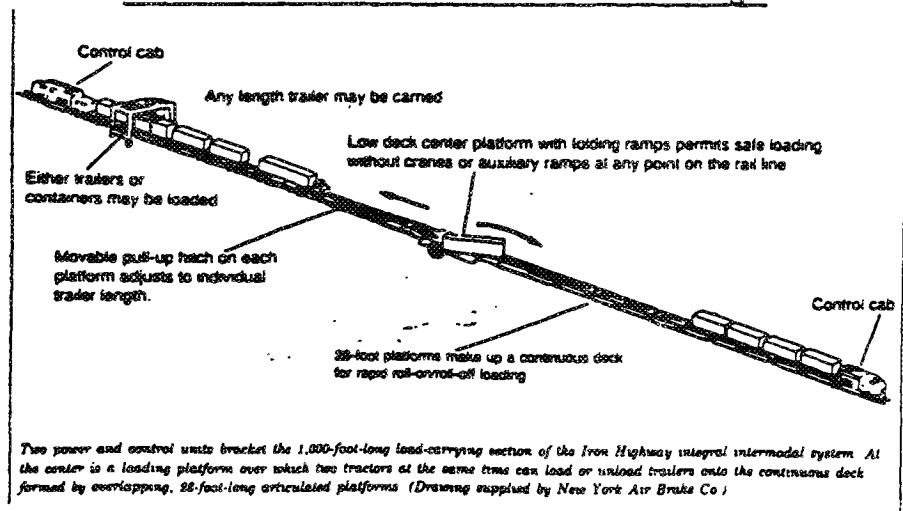 Control cab
Any length trailer may be carried
Low deck center platform with folding ramps permits safe loading
without cranes or auxiliary ramps at any point on the rail line
Either trailers or
containers may be loaded
Movable pull-up hitch on each
platform adjusts to individual
trailer length.
Control cab
28-foot platforms make up a continuous deck
for rapid roll-on/roll-off loading
Two power and control units bracket the 1,000-foot-long load-carrying section of the Iron Highway integral intermodal system At
the center is a loading platform over which two tractors at the same time can load or unload trailers onto the continuous deck
formed by overlapping, 28-foot-long articulated platforms (Drawing supplied by New York Air Brake Co )